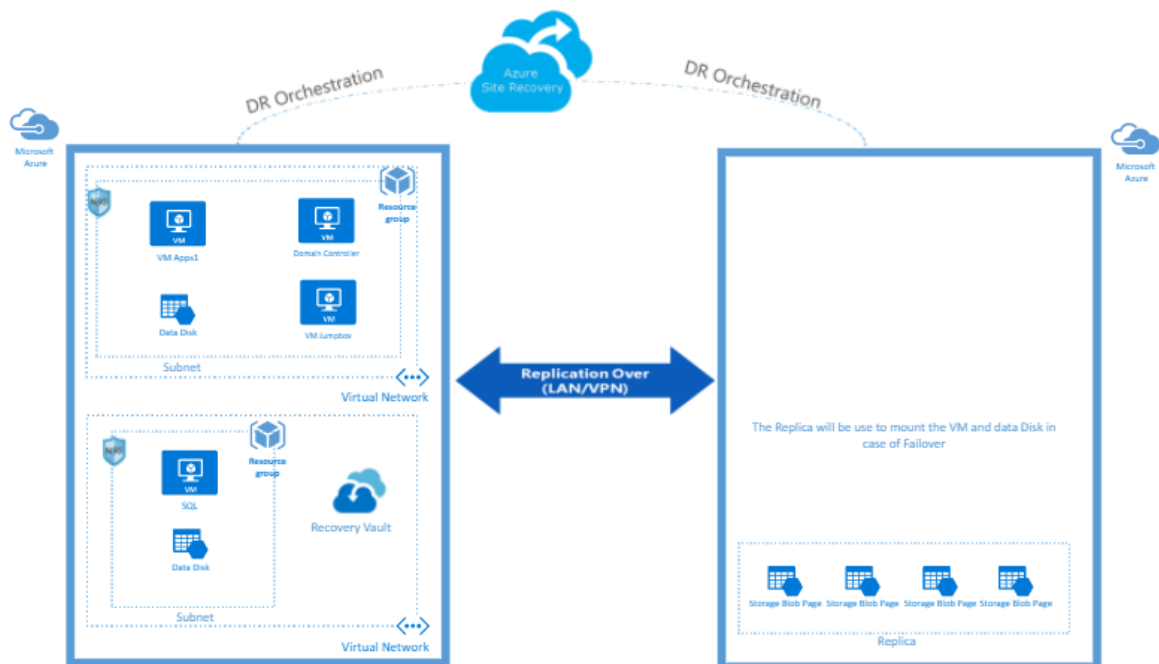 DR Orchestration
Azure
Site Recovery
DR Orchestration
Microsoft
Azure
Microsoft
Azure
Resource
group
NSG
VM
VM Apps1
VM
Domain Controller
Data Disk
VM
VM Jumpbox
Subnet
Virtual Network
Replication Over
(LAN/VPN)
NSG
Resource
group
VM
SQL
Data Disk
Recovery Vault
Subnet
Virtual Network
The Replica will be use to mount the VM and data Disk in
case of Failover
Storage Blob Page
Storage Blob Page
Storage Blob Page
Storage Blob Page
Replica